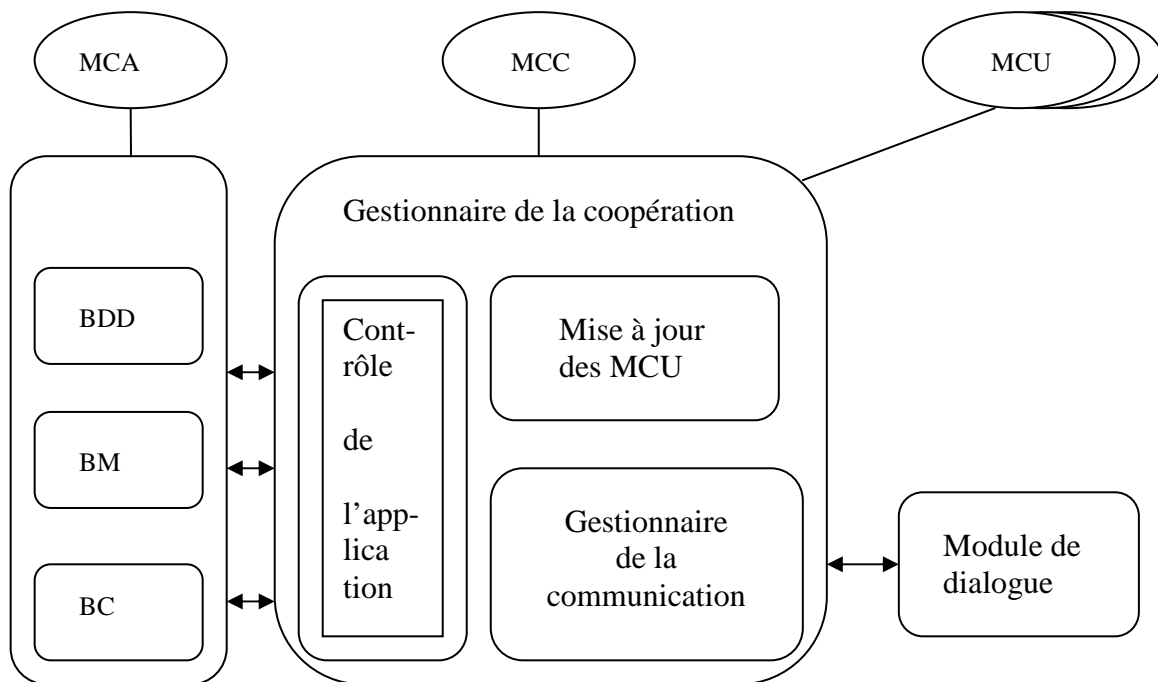 MCA
MCC
MCU
Gestionnaire de la coopération
BDD
BM
BC
Cont-
rôle
de
l’app-
lica
tion
Mise à jour
des MCU
Gestionnaire
de la
communication
Module de
dialogue